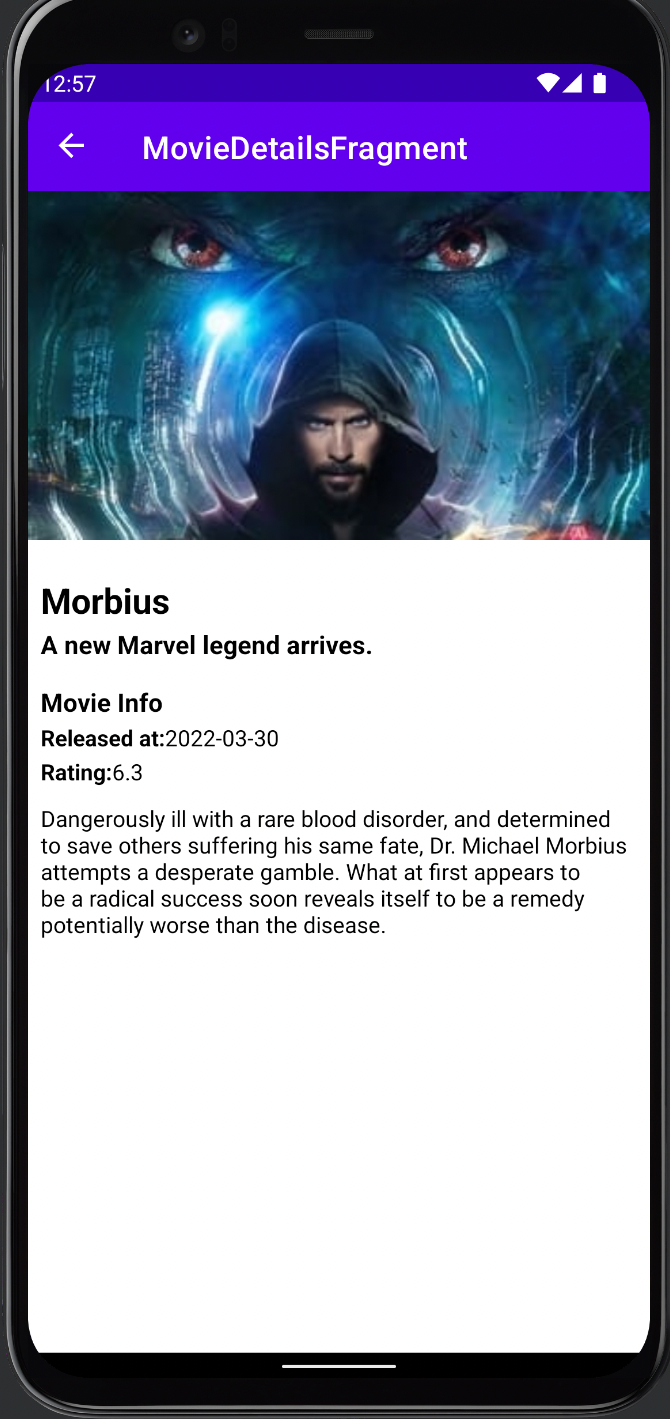 12:57
MovieDetailsFragment
Morbius
A new Marvel legend arrives.
Movie Info
Released at:2022-03-30
Rating:6.3
Dangerously ill with a rare blood disorder, and determined
to save others suffering his same fate, Dr. Michael Morbius
attempts a desperate gamble. What at first appears to
be a radical success soon reveals itself to be a remedy
potentially worse than the disease.